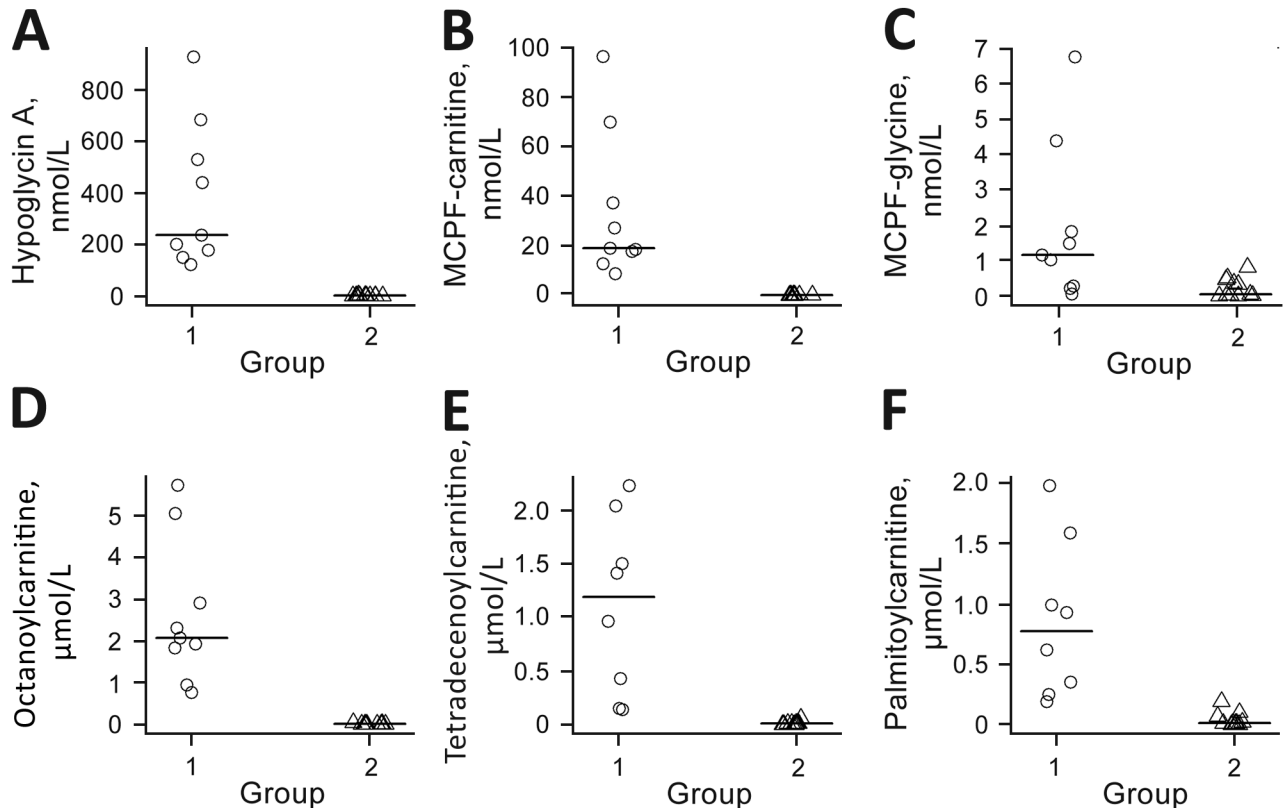 A
Hypoglycin A,
nmol/L
800
600
400
200
0
1
2
Group
B
MCPF-carnitine,
nmol/L
100
80
60
40
20
0
1
2
Group
C
MCPF-glycine,
nmol/L
7
6
5
4
3
2
1
0
1
2
Group
D
Octanoylcarnitine,
µmol/L
5
4
3
2
1
0
1
2
Group
E
Tetradecenoylcarnitine,
µmol/L
2.0
1.5
1.0
0.5
0
1
2
Group
F
Palmitoylcarnitine,
µmol/L
2.0
1.5
1.0
0.5
0
1
2
Group